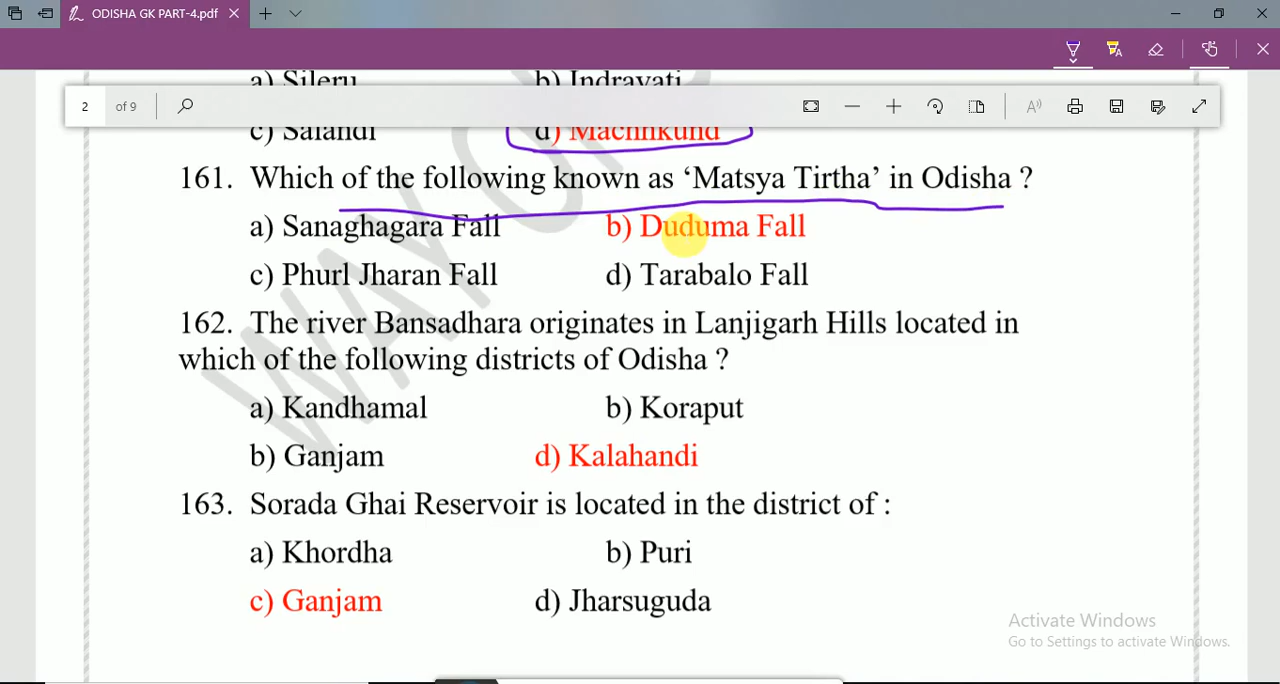 ODISHA GK PART-4.pdf
a) Sileru b) Indravati
2 of 9
c) Salandi d) Machhkund
161. Which of the following known as ‘Matsya Tirtha’ in Odisha ?
a) Sanaghagara Fall b) Duduma Fall
c) Phurl Jharan Fall d) Tarabalo Fall
162. The river Bansadhara originates in Lanjigarh Hills located in
which of the following districts of Odisha ?
a) Kandhamal b) Koraput
b) Ganjam d) Kalahandi
163. Sorada Ghai Reservoir is located in the district of :
a) Khordha b) Puri
c) Ganjam d) Jharsuguda
Activate Windows
Go to Settings to activate Windows.